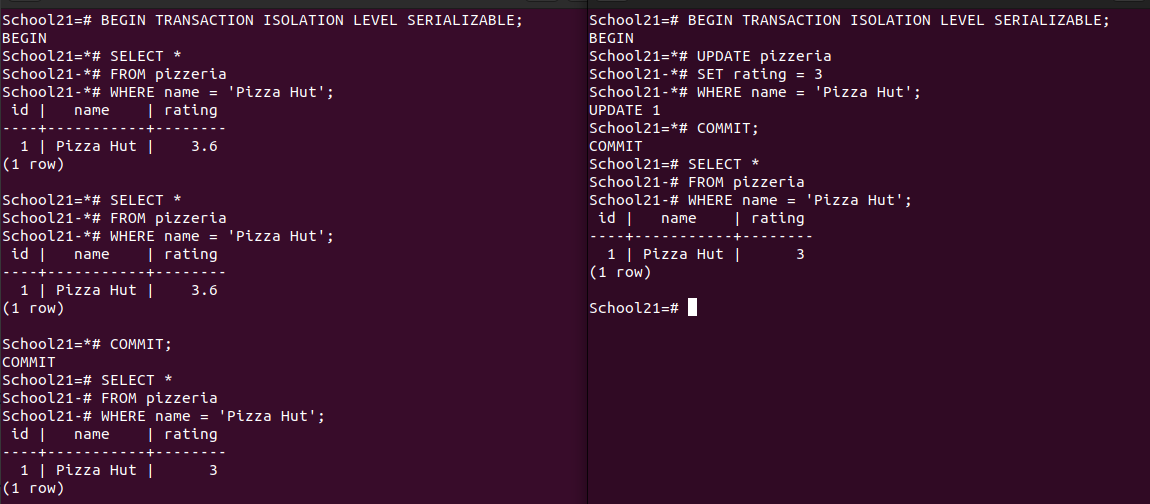 School21=# BEGIN TRANSACTION ISOLATION LEVEL SERIALIZABLE;
BEGIN
School21=*# SELECT *
School21-*# FROM pizzeria
School21-*# WHERE name = 'Pizza Hut';
 id |   name    | rating
----+-----------+--------
  1 | Pizza Hut |    3.6
(1 row)

School21=*# SELECT *
School21-*# FROM pizzeria
School21-*# WHERE name = 'Pizza Hut';
 id |   name    | rating
----+-----------+--------
  1 | Pizza Hut |    3.6
(1 row)

School21=*# COMMIT;
COMMIT
School21=# SELECT *
School21-# FROM pizzeria
School21-# WHERE name = 'Pizza Hut';
 id |   name    | rating
----+-----------+--------
  1 | Pizza Hut |      3
(1 row)

School21=# BEGIN TRANSACTION ISOLATION LEVEL SERIALIZABLE;
BEGIN
School21=*# UPDATE pizzeria
School21-*# SET rating = 3
School21-*# WHERE name = 'Pizza Hut';
UPDATE 1
School21=*# COMMIT;
COMMIT
School21=# SELECT *
School21-# FROM pizzeria
School21-# WHERE name = 'Pizza Hut';
 id |   name    | rating
----+-----------+--------
  1 | Pizza Hut |      3
(1 row)

School21=#